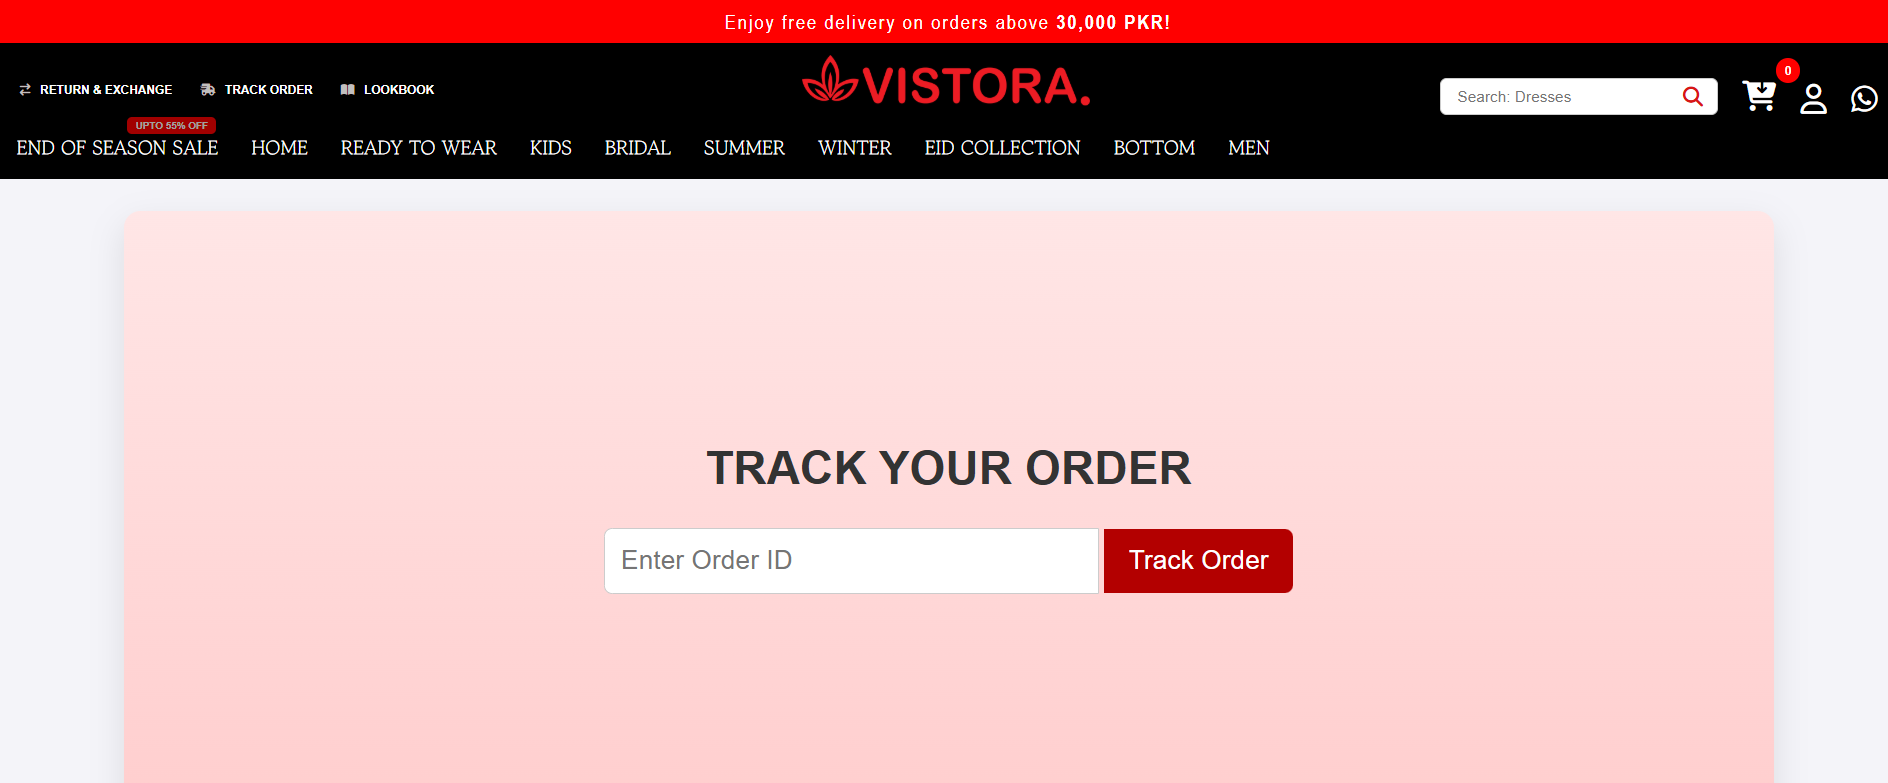 Enjoy free delivery on orders above 30,000 PKR!
RETURN & EXCHANGE
TRACK ORDER
LOOKBOOK
VISTORA.
Search: Dresses
0
UPTO 55% OFF
END OF SEASON SALE
HOME
READY TO WEAR
KIDS
BRIDAL
SUMMER
WINTER
EID COLLECTION
BOTTOM
MEN
TRACK YOUR ORDER
Enter Order ID
Track Order